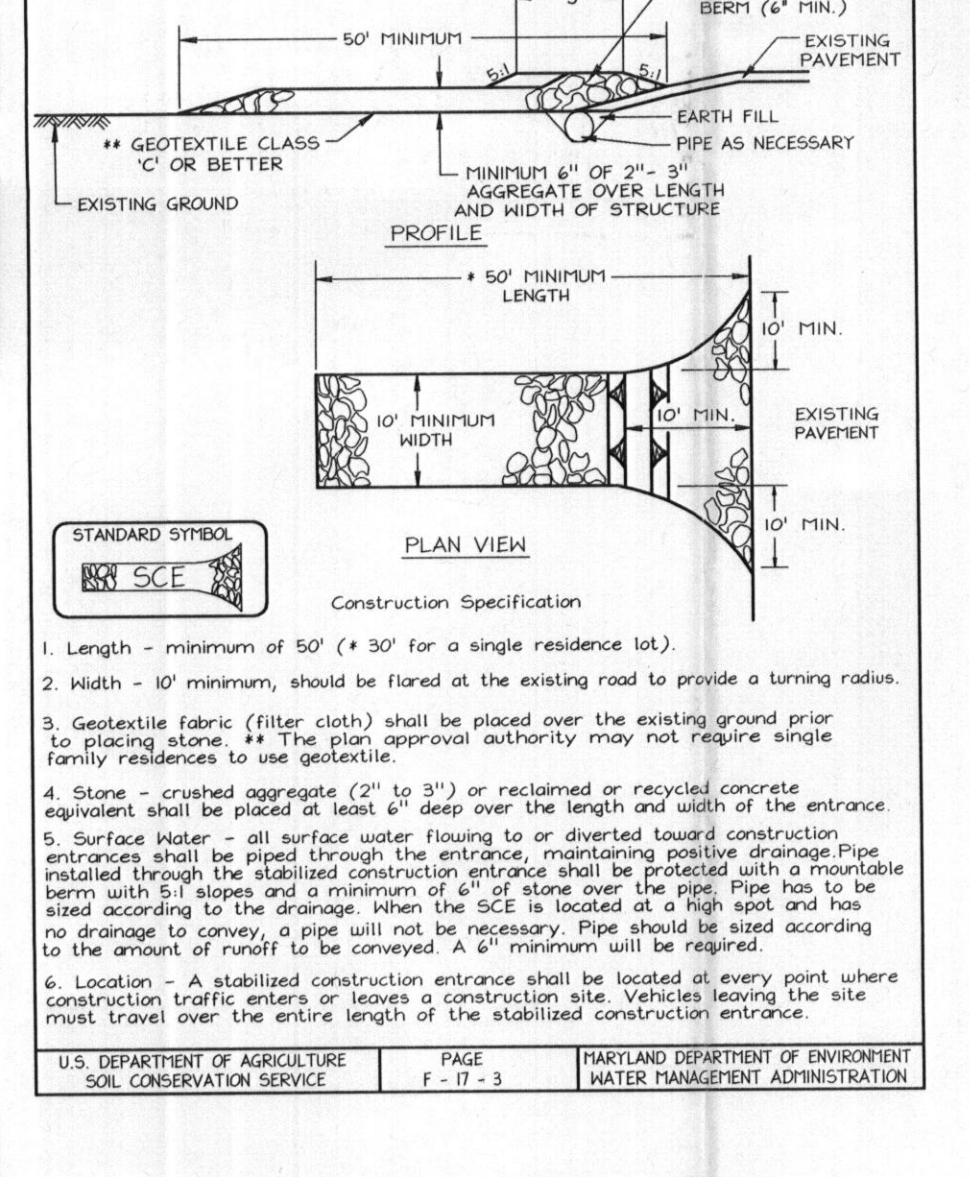 BERM (6" MIN.)
50' MINIMUM
EXISTING
PAVEMENT
5:1
5:1
EARTH FILL
** GEOTEXTILE CLASS
'C' OR BETTER
PIPE AS NECESSARY
MINIMUM 6" OF 2"- 3"
AGGREGATE OVER LENGTH
AND WIDTH OF STRUCTURE
EXISTING GROUND
PROFILE
* 50' MINIMUM
LENGTH
10' MIN.
10' MINIMUM
WIDTH
10' MIN.
EXISTING
PAVEMENT
10' MIN.
STANDARD SYMBOL
SCE
PLAN VIEW
Construction Specification
1. Length - minimum of 50' (* 30' for a single residence lot).
2. Width - 10' minimum, should be flared at the existing road to provide a turning radius.
3. Geotextile fabric (filter cloth) shall be placed over the existing ground prior
to placing stone. ** The plan approval authority may not require single
family residences to use geotextile.
4. Stone - crushed aggregate (2" to 3") or reclaimed or recycled concrete
equivalent shall be placed at least 6" deep over the length and width of the entrance.
5. Surface Water - all surface water flowing to or diverted toward construction
entrances shall be piped through the entrance, maintaining positive drainage.Pipe
installed through the stabilized construction entrance shall be protected with a mountable
berm with 5:1 slopes and a minimum of 6" of stone over the pipe. Pipe has to be
sized according to the drainage. When the SCE is located at a high spot and has
no drainage to convey, a pipe will not be necessary. Pipe should be sized according
to the amount of runoff to be conveyed. A 6" minimum will be required.
6. Location - A stabilized construction entrance shall be located at every point where
construction traffic enters or leaves a construction site. Vehicles leaving the site
must travel over the entire length of the stabilized construction entrance.
U.S. DEPARTMENT OF AGRICULTURE
SOIL CONSERVATION SERVICE
PAGE
F - 17 - 3
MARYLAND DEPARTMENT OF ENVIRONMENT
WATER MANAGEMENT ADMINISTRATION